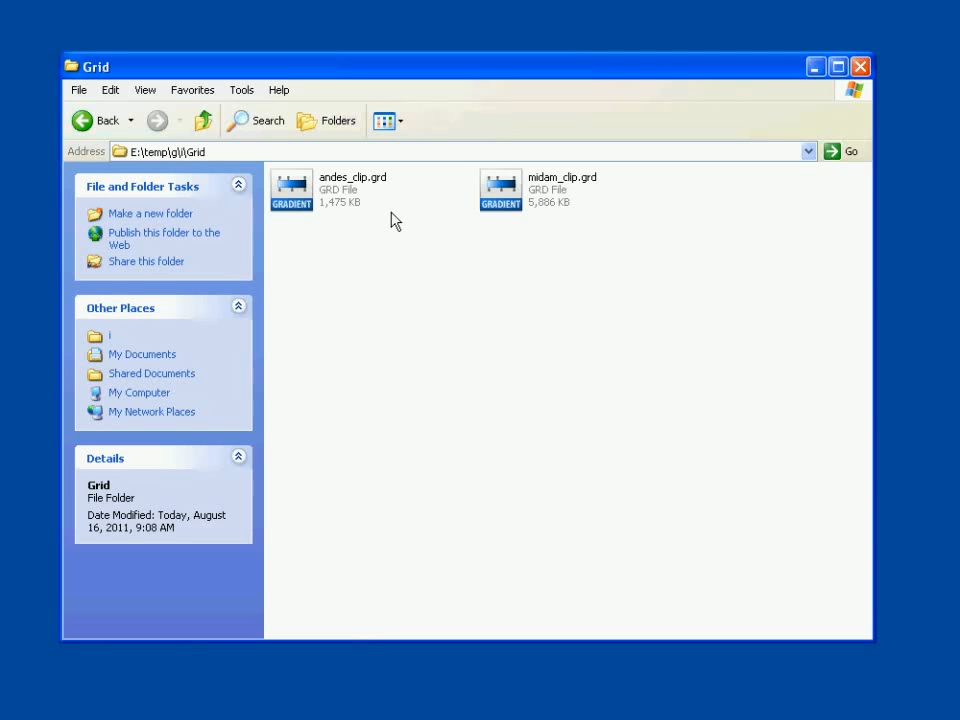 Grid
File Edit View Favorites Tools Help
Back Search Folders
Address E:\temp\g\i\Grid Go
File and Folder Tasks
Make a new folder
Publish this folder to the
Web
Share this folder
Other Places
i
My Documents
Shared Documents
My Computer
My Network Places
Details
Grid
File Folder
Date Modified: Today, August
16, 2011, 9:08 AM
andes_clip.grd
GRD File
1,475 KB
GRADIENT
midam_clip.grd
GRD File
5,886 KB
GRADIENT